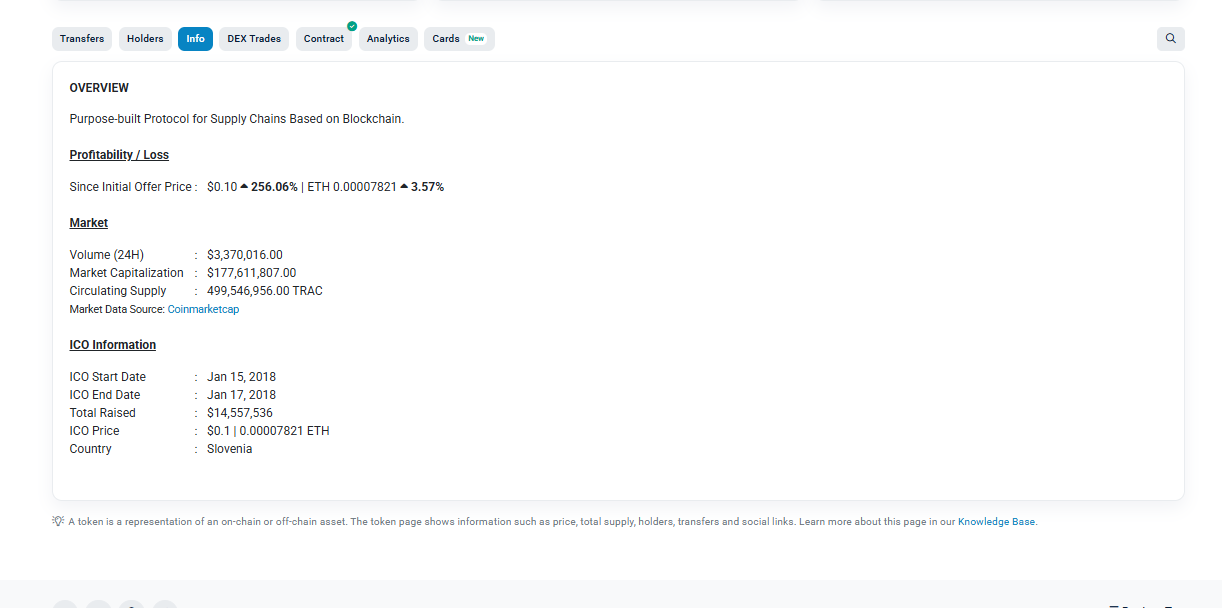 Transfers Holders Info DEX Trades Contract Analytics Cards New
OVERVIEW
Purpose-built Protocol for Supply Chains Based on Blockchain.
Profitability / Loss
Since Initial Offer Price : $0.10 256.06% | ETH 0.00007821 3.57%
Market
Volume (24H) : $3,370,016.00
Market Capitalization : $177,611,807.00
Circulating Supply : 499,546,956.00 TRAC
Market Data Source: Coinmarketcap
ICO Information
ICO Start Date : Jan 15, 2018
ICO End Date : Jan 17, 2018
Total Raised : $14,557,536
ICO Price : $0.1 | 0.00007821 ETH
Country : Slovenia
A token is a representation of an on-chain or off-chain asset. The token page shows information such as price, total supply, holders, transfers and social links. Learn more about this page in our Knowledge Base.